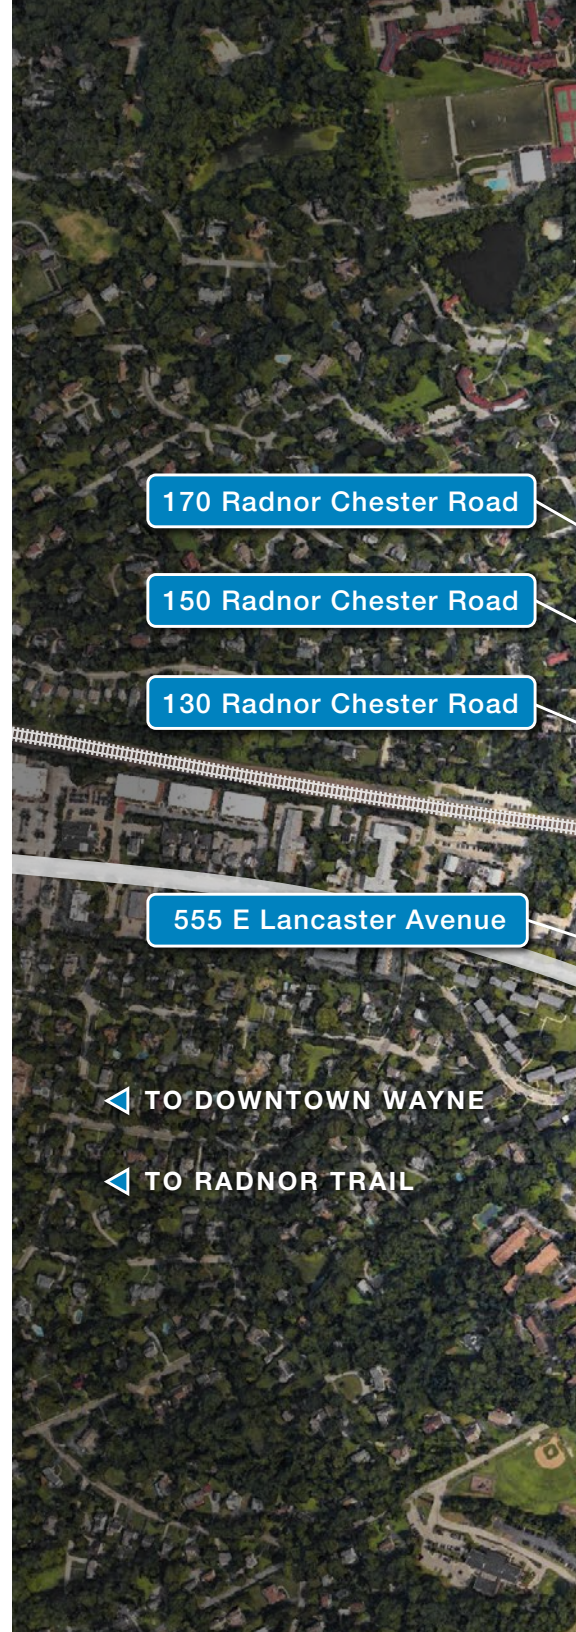 170 Radnor Chester Road
150 Radnor Chester Road
130 Radnor Chester Road
555 E Lancaster Avenue
TO DOWNTOWN WAYNE
TO RADNOR TRAIL